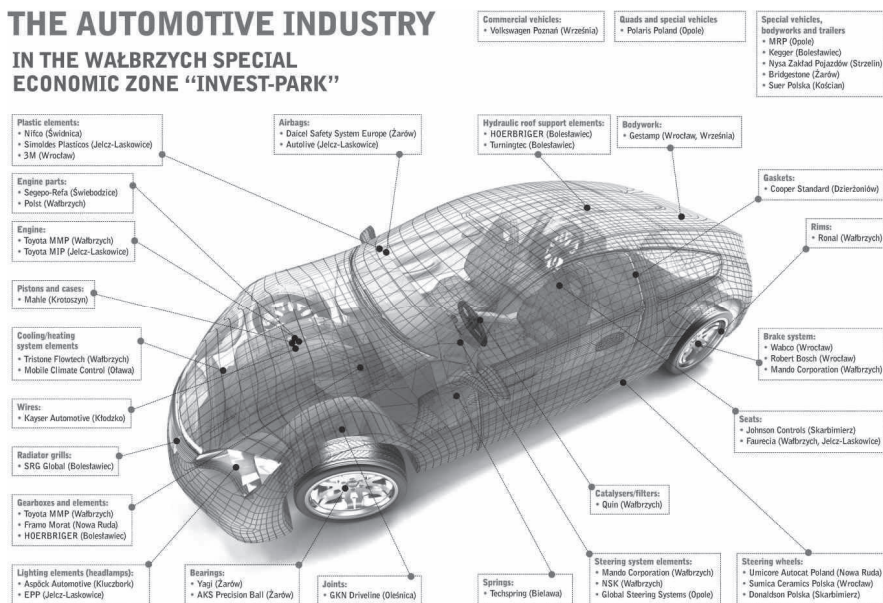 THE AUTOMOTIVE INDUSTRY
IN THE WAŁBRZYCH SPECIAL
ECONOMIC ZONE “INVEST-PARK”
Commercial vehicles:
• Volkswagen Poznań (Września)
Quads and special vehicles
• Polaris Poland (Opole)
Special vehicles,
bodyworks and trailers
• MRP (Opole)
• Kegger (Bolesławiec)
• Nysa Zakład Pojazdów (Strzelin)
• Bridgestone (Żarów)
• Suer Polska (Kościan)
Plastic elements:
• Nifco (Świdnica)
• Simoldes Plasticos (Jelcz-Laskowice)
• 3M (Wrocław)
Airbags:
• Daicel Safety System Europe (Żarów)
• Autolive (Jelcz-Laskowice)
Hydraulic roof support elements:
• HOERBRIGER (Bolesławiec)
• Turningtec (Bolesławiec)
Bodywork:
• Gestamp (Wrocław, Września)
Engine parts:
• Segepo-Refa (Świebodzice)
• Polst (Wałbrzych)
Gaskets:
• Cooper Standard (Dzierżoniów)
Engine:
• Toyota MMP (Wałbrzych)
• Toyota MIP (Jelcz-Laskowice)
Rims:
• Ronal (Wałbrzych)
Pistons and cases:
• Mahle (Krotoszyn)
Cooling/heating
system elements
• Tristone Flowtech (Wałbrzych)
• Mobile Climate Control (Oława)
Brake system:
• Wabco (Wrocław)
• Robert Bosch (Wrocław)
• Mando Corporation (Wałbrzych)
Wires:
• Kayser Automotive (Kłodzko)
Seats:
• Johnson Controls (Skarbimierz)
• Faurecia (Wałbrzych, Jelcz-Laskowice)
Radiator grills:
• SRG Global (Bolesławiec)
Catalysers/filters:
• Quin (Wałbrzych)
Gearboxes and elements:
• Toyota MMP (Wałbrzych)
• Framo Morat (Nowa Ruda)
• HOERBRIGER (Bolesławiec)
Lighting elements (headlamps):
• Aspöck Automotive (Kluczbork)
• EPP (Jelcz-Laskowice)
Bearings:
• Yagi (Żarów)
• AKS Precision Ball (Żarów)
Joints:
• GKN Driveline (Oleśnica)
Springs:
• Techspring (Bielawa)
Steering system elements:
• Mando Corporation (Wałbrzych)
• NSK (Wałbrzych)
• Global Steering Systems (Opole)
Steering wheels:
• Umicore Autocat Poland (Nowa Ruda)
• Sumica Ceramics Polska (Wrocław)
• Donaldson Polska (Skarbimierz)